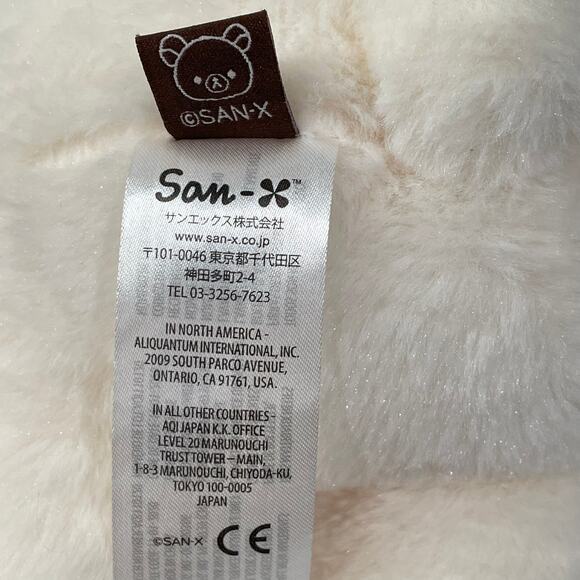 ©SAN-X
San-X™
サンエックス株式会社
www.san-x.co.jp
〒101-0046 東京都千代田区
神田多町2-4
TEL 03-3256-7623
IN NORTH AMERICA -
ALIQUANTUM INTERNATIONAL, INC.
2009 SOUTH PARCO AVENUE,
ONTARIO, CA 91761, USA.
IN ALL OTHER COUNTRIES -
AQI JAPAN K.K. OFFICE
LEVEL 20 MARUNOUCHI
TRUST TOWER – MAIN,
1-8-3 MARUNOUCHI, CHIYODA-KU,
TOKYO 100-0005
JAPAN
©SAN-X CE